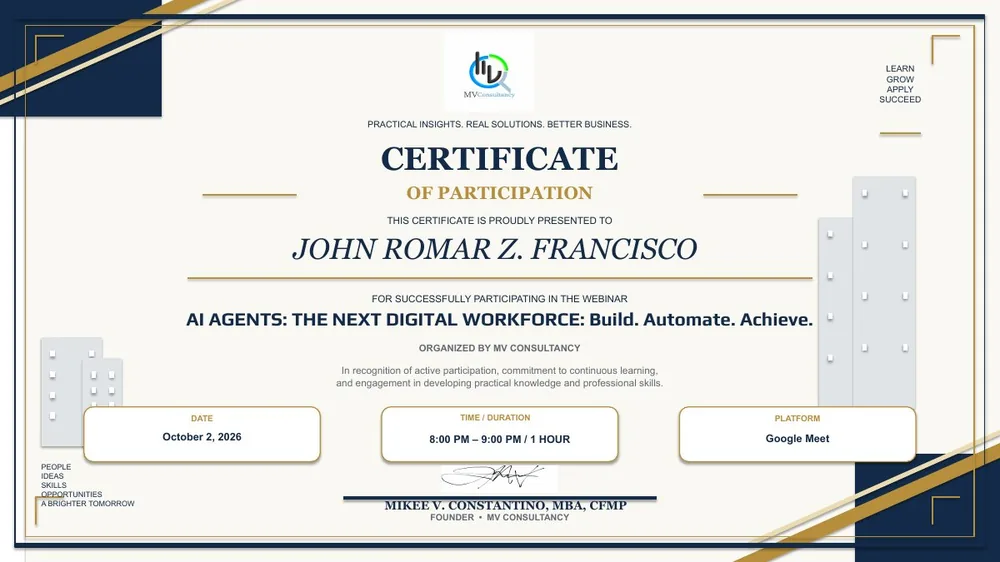 MVConsultancy
LEARN
GROW
APPLY
SUCCEED
PRACTICAL INSIGHTS. REAL SOLUTIONS. BETTER BUSINESS.
CERTIFICATE
OF PARTICIPATION
THIS CERTIFICATE IS PROUDLY PRESENTED TO
JOHN ROMAR Z. FRANCISCO
FOR SUCCESSFULLY PARTICIPATING IN THE WEBINAR
AI AGENTS: THE NEXT DIGITAL WORKFORCE: Build. Automate. Achieve.
ORGANIZED BY MV CONSULTANCY
In recognition of active participation, commitment to continuous learning,
and engagement in developing practical knowledge and professional skills.
DATE
October 2, 2026
TIME / DURATION
8:00 PM – 9:00 PM / 1 HOUR
PLATFORM
Google Meet
PEOPLE
IDEAS
SKILLS
OPPORTUNITIES
A BRIGHTER TOMORROW
MIKEE V. CONSTANTINO, MBA, CFMP
FOUNDER • MV CONSULTANCY